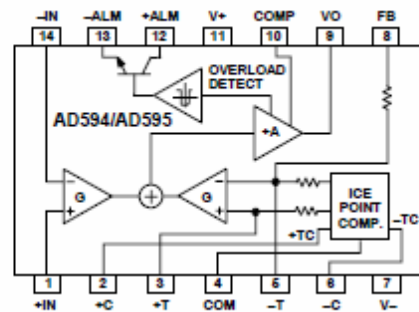 –IN –ALM +ALM V+ COMP VO FB
14 13 12 11 10 9 8
OVERLOAD
DETECT
AD594/AD595
+A
– –
G G
+ +
ICE
POINT
COMP.
–TC
+TC
1 2 3 4 5 6 7
+IN +C +T COM –T –C V–